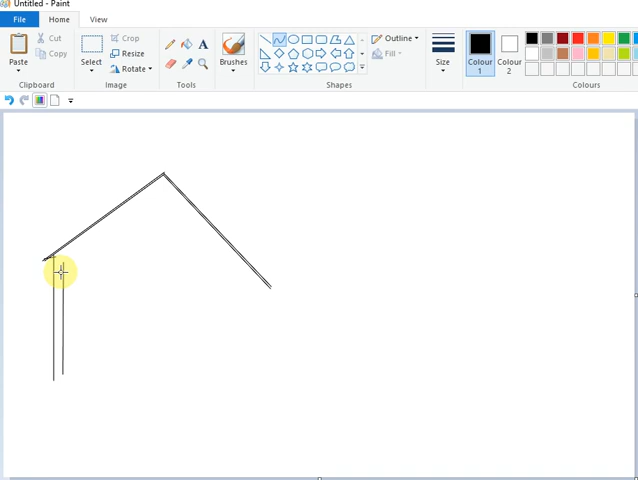 Untitled - Paint
File Home View
Paste Cut Copy
Clipboard
Select Crop Resize Rotate
Image
A
Tools
Brushes
Outline Fill
Shapes
Size
Colour 1
Colour 2
Colours